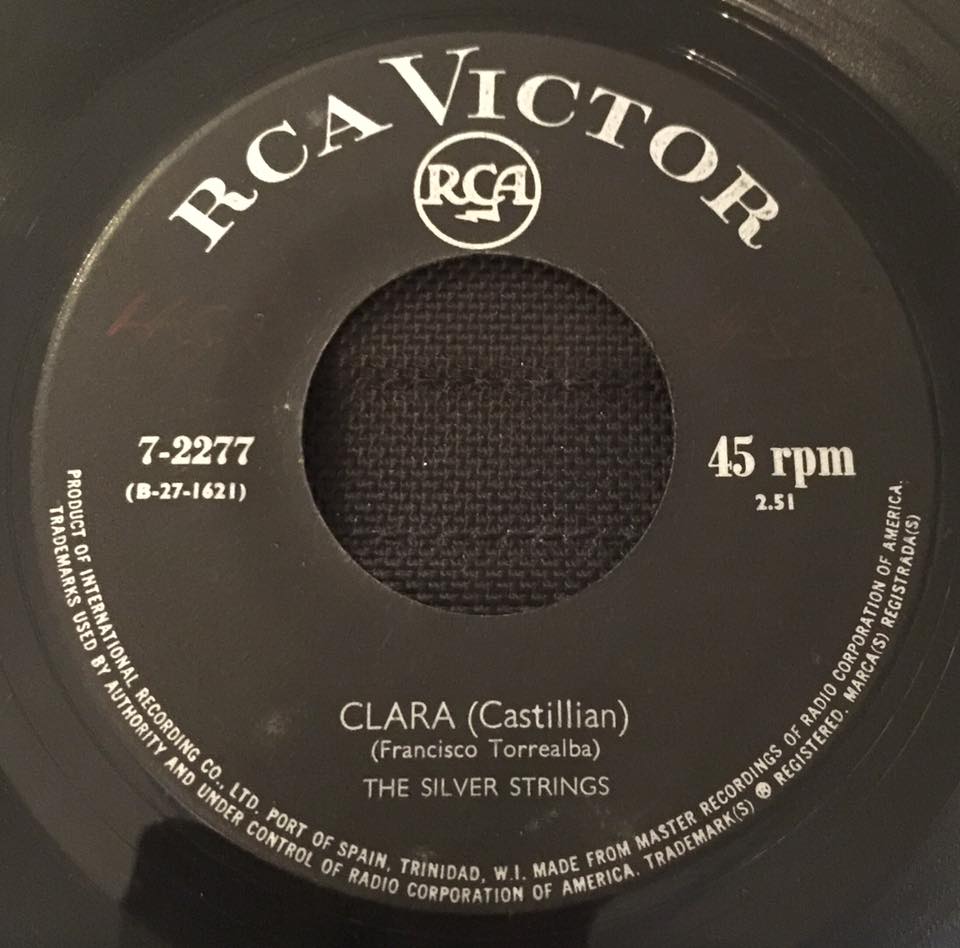 RCA VICTOR
RCA
7-2277
(B-27-1621)
45 rpm
2.51
CLARA (Castillian)
(Francisco Torrealba)
THE SILVER STRINGS
PRODUCT OF INTERNATIONAL RECORDING CO., LTD. PORT OF SPAIN, TRINIDAD, W.I. MADE FROM MASTER RECORDINGS OF RADIO CORPORATION OF AMERICA.
TRADEMARKS USED BY AUTHORITY AND UNDER CONTROL OF RADIO CORPORATION OF AMERICA. TRADEMARK(S) ® REGISTERED. MARCA(S) REGISTRADA(S)